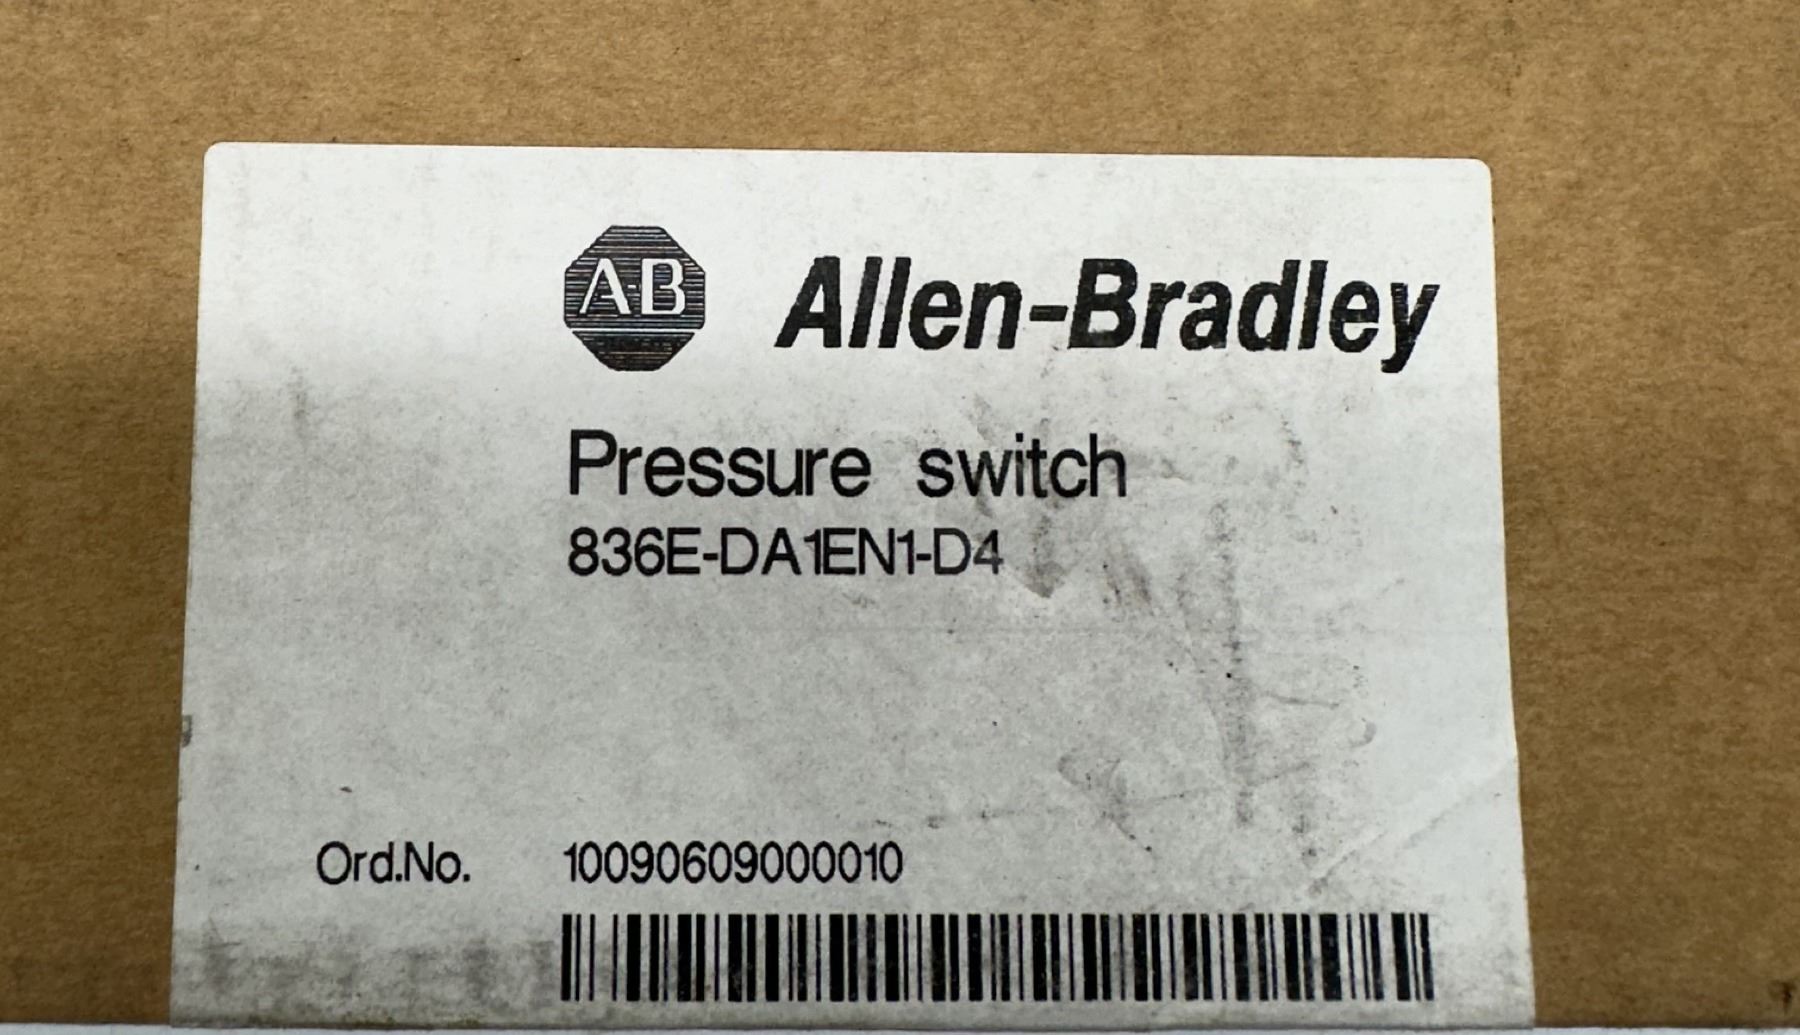 A-B Allen-Bradley
Pressure switch
836E-DA1EN1-D4
Ord.No. 10090609000010